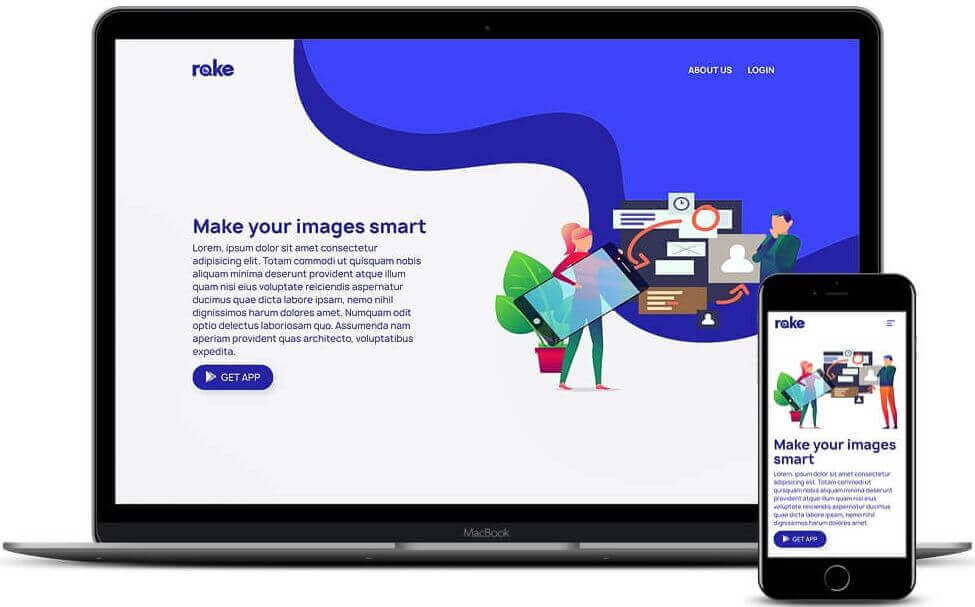 rake
ABOUT US LOGIN
Make your images smart
Lorem, ipsum dolor sit amet consectetur
adipisicing elit. Totam commodi ut quisquam nobis
aliquam minima deserunt provident atque illum
quam nisi eius voluptate reiciendis aspernatur
ducimus quae dicta labore ipsam, nemo nihil
dignissimos harum dolores amet. Numquam odit
optio delectus laboriosam quo. Assumenda nam
aperiam provident quas architecto, voluptatibus
expedita.
GET APP
MacBook
rake
Make your images
smart
Lorem, ipsum dolor sit amet consectetur
adipisicing elit. Totam commodi ut
quisquam nobis aliquam minima deserunt
provident atque illum quam nisi eius
voluptate reiciendis aspernatur ducimus
quae dicta labore ipsam, nemo nihil
dignissimos harum dolores amet.
GET APP